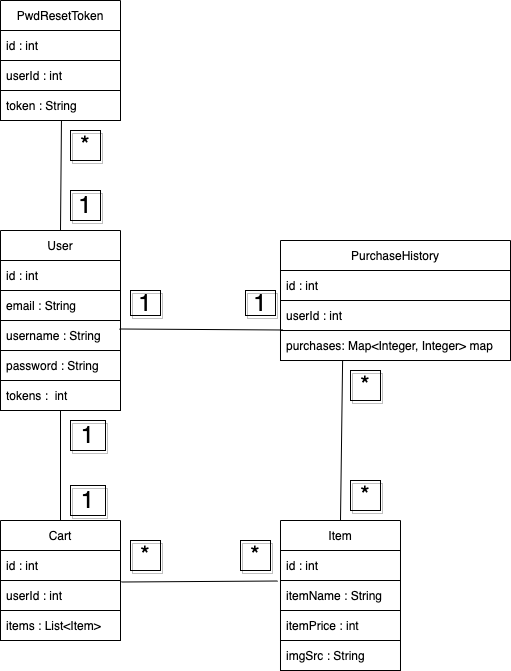 PwdResetToken
id : int
userId : int
token : String
*
1
User
id : int
email : String
username : String
password : String
tokens :  int
1
1
PurchaseHistory
id : int
userId : int
purchases: Map<Integer, Integer> map
1
1
*
*
Cart
id : int
userId : int
items : List<Item>
*
*
Item
id : int
itemName : String
itemPrice : int
imgSrc : String